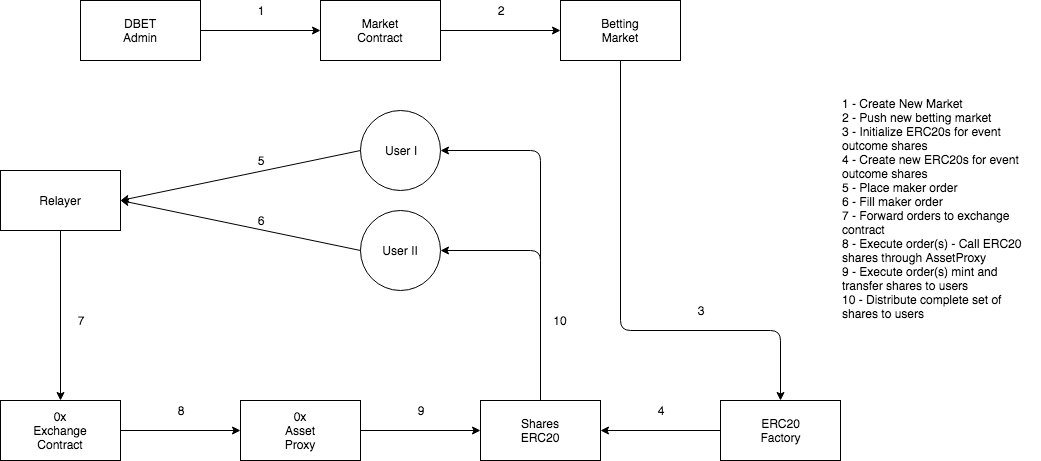 1
2
DBET
Admin
Market
Contract
Betting
Market
1 - Create New Market
2 - Push new betting market
3 - Initialize ERC20s for event
outcome shares
4 - Create new ERC20s for event
outcome shares
5 - Place maker order
6 - Fill maker order
7 - Forward orders to exchange
contract
8 - Execute order(s) - Call ERC20
shares through AssetProxy
9 - Execute order(s) mint and
transfer shares to users
10 - Distribute complete set of
shares to users
User I
5
Relayer
6
User II
3
7
10
8
9
4
0x
Exchange
Contract
0x
Asset
Proxy
Shares
ERC20
ERC20
Factory